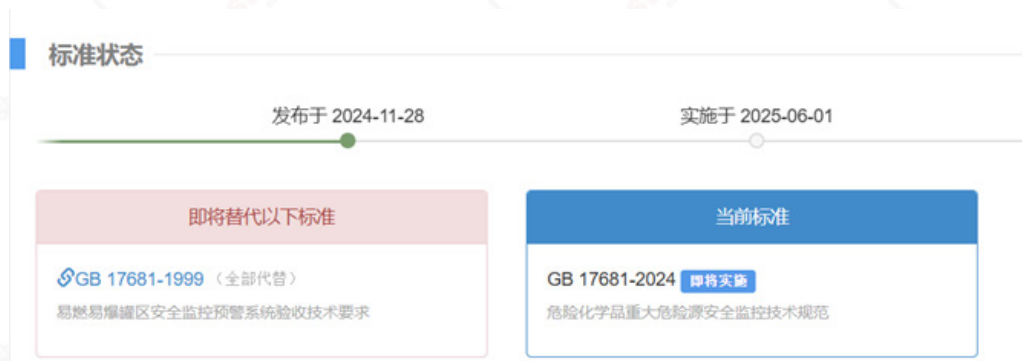 标准状态
发布于 2024-11-28
实施于 2025-06-01
即将替代以下标准
当前标准
GB 17681-1999（全部代替）
GB 17681-2024 即将实施
易燃易爆罐区安全监控预警系统验收技术要求
危险化学品重大危险源安全监控技术规范